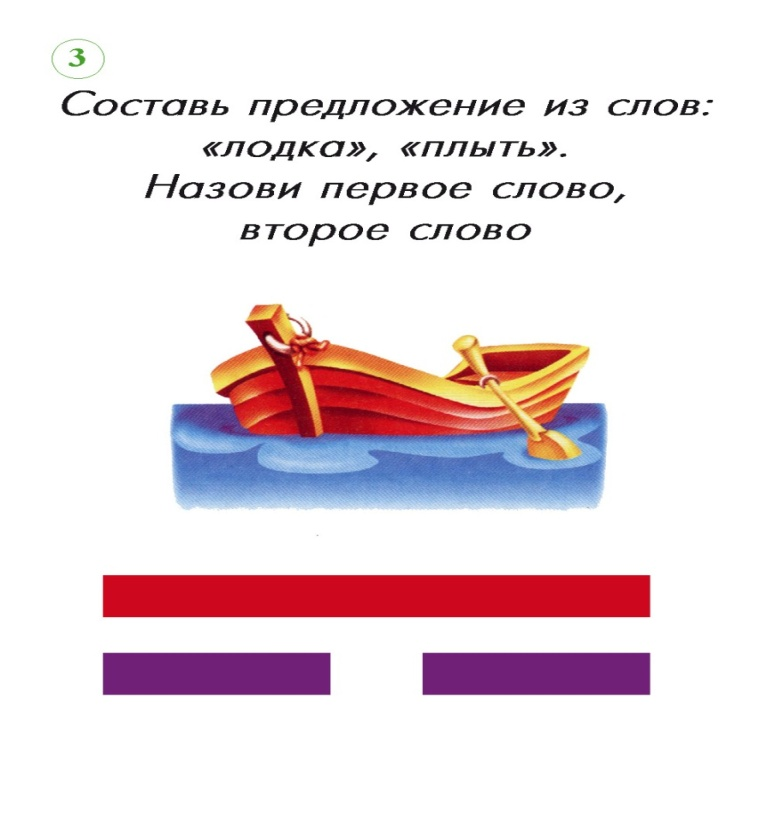 3
Составь предложение из слов:
«лодка», «плыть».
Назови первое слово,
второе слово